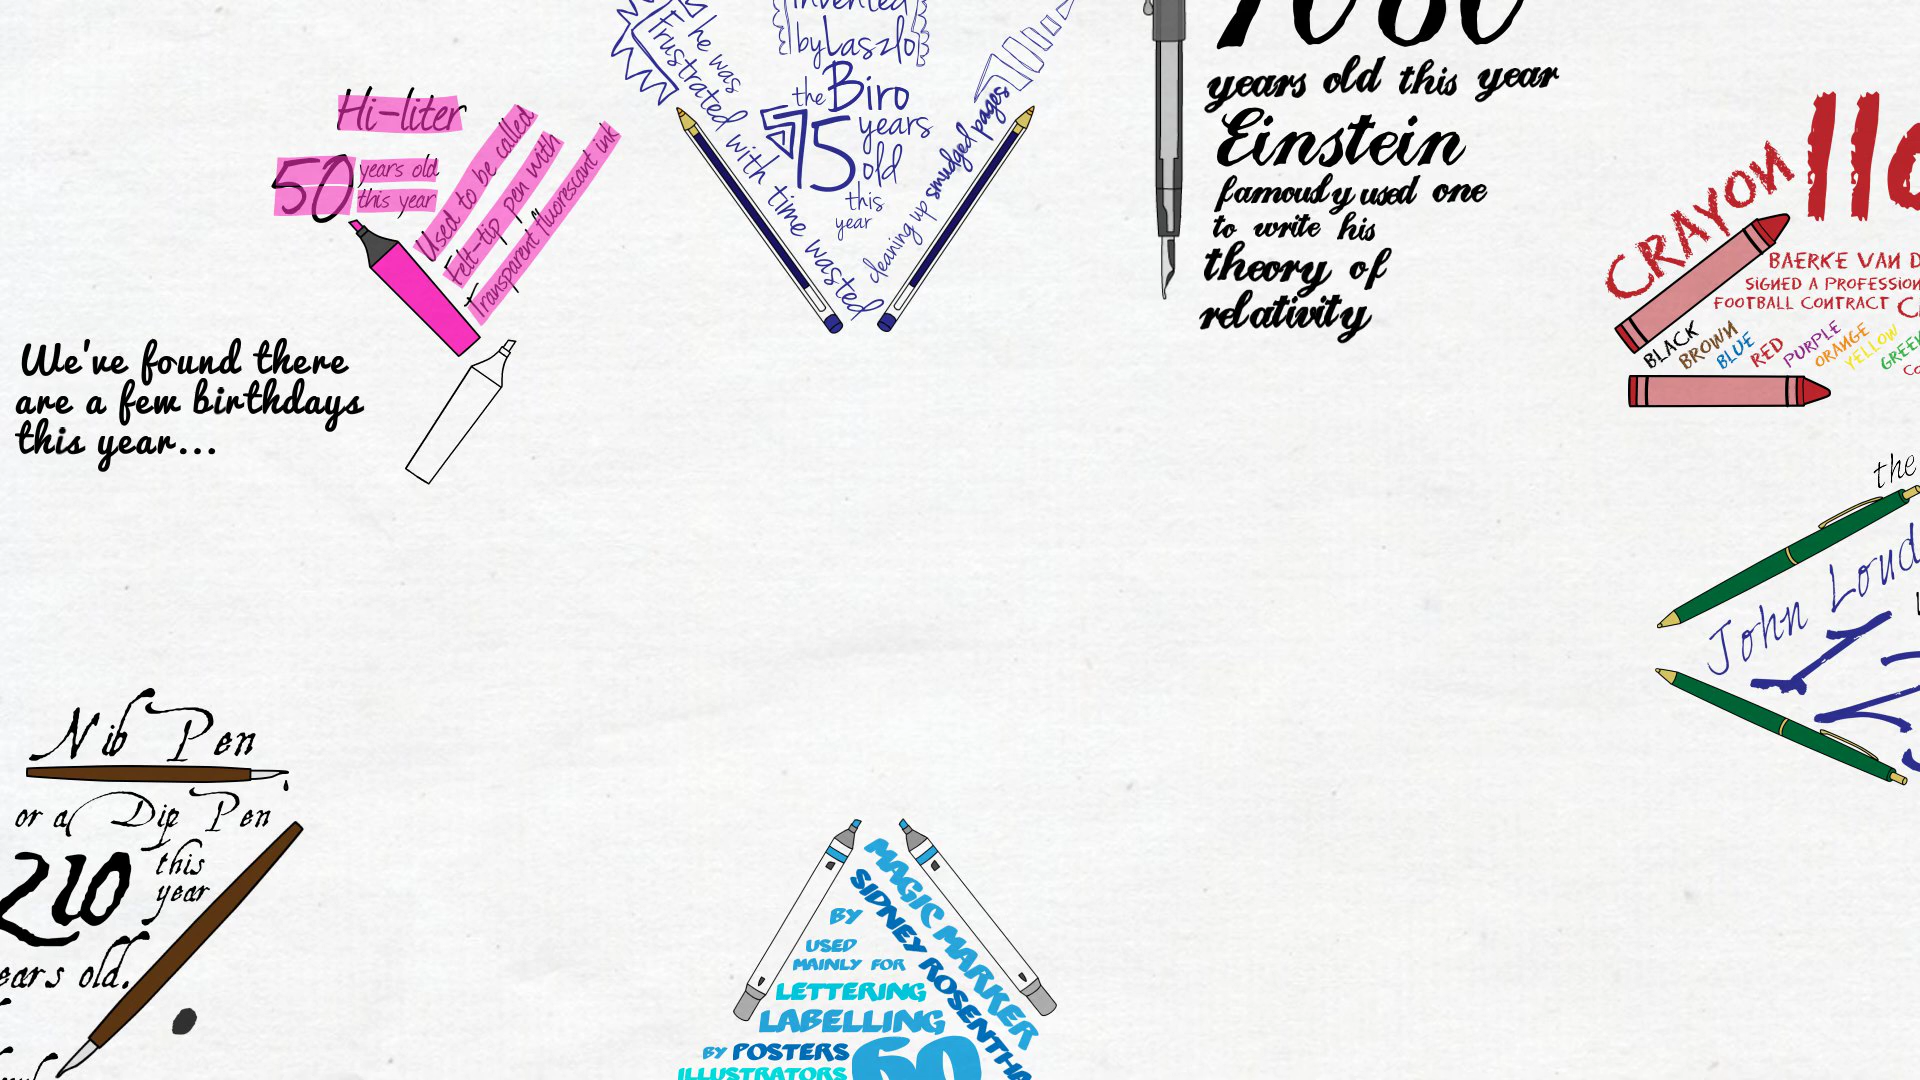 We've found there
are a few birthdays
this year...
Hi-liter
50 years old
this year
Used to be called
Felt-tip pen with
Transparent fluorescant ink
he was
Frustrated with time wasted
cleaning up smudged pages
invented
by Laszlo
the Biro
75 years
old
this
year
years old this year
Einstein
famously used one
to write his
theory of
relativity
CRAYON 110
BAERKE VAN D
SIGNED A PROFESSION
FOOTBALL CONTRACT
BLACK
BROWN
BLUE
RED
PURPLE
ORANGE
YELLOW
GREEN
the
John Loud
Nib Pen
or a Dip Pen
210 this
year
ears old.
MAGIC MARKER
BY SIDNEY ROSENTHA
USED
MAINLY FOR
LETTERING
LABELLING
BY POSTERS
ILLUSTRATORS
60